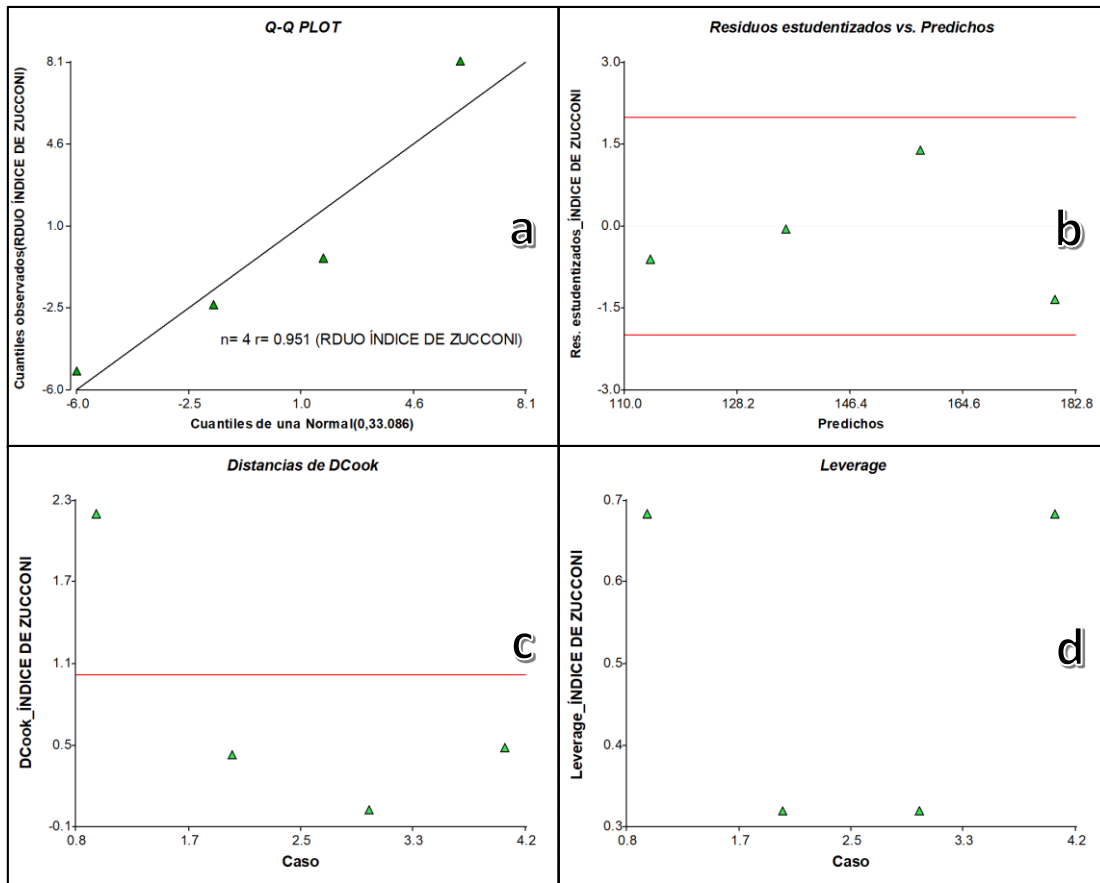 Q-Q PLOT
Cuantiles observados(RDUO ÍNDICE DE ZUCCONI)
8.1
4.6
1.0
-2.5
-6.0
a
n= 4 r= 0.951 (RDUO ÍNDICE DE ZUCCONI)
-6.0 -2.5 1.0 4.6 8.1
Cuantiles de una Normal(0,33.086)
Residuos estudentizados vs. Predichos
Res. estudentizados_ÍNDICE DE ZUCCONI
3.0
1.5
0.0
-1.5
-3.0
b
110.0 128.2 146.4 164.6 182.8
Predichos
Distancias de DCook
DCook_ÍNDICE DE ZUCCONI
2.3
1.7
1.1
0.5
-0.1
c
0.8 1.7 2.5 3.3 4.2
Caso
Leverage
Leverage_ÍNDICE DE ZUCCONI
0.7
0.6
0.5
0.4
0.3
d
0.8 1.7 2.5 3.3 4.2
Caso